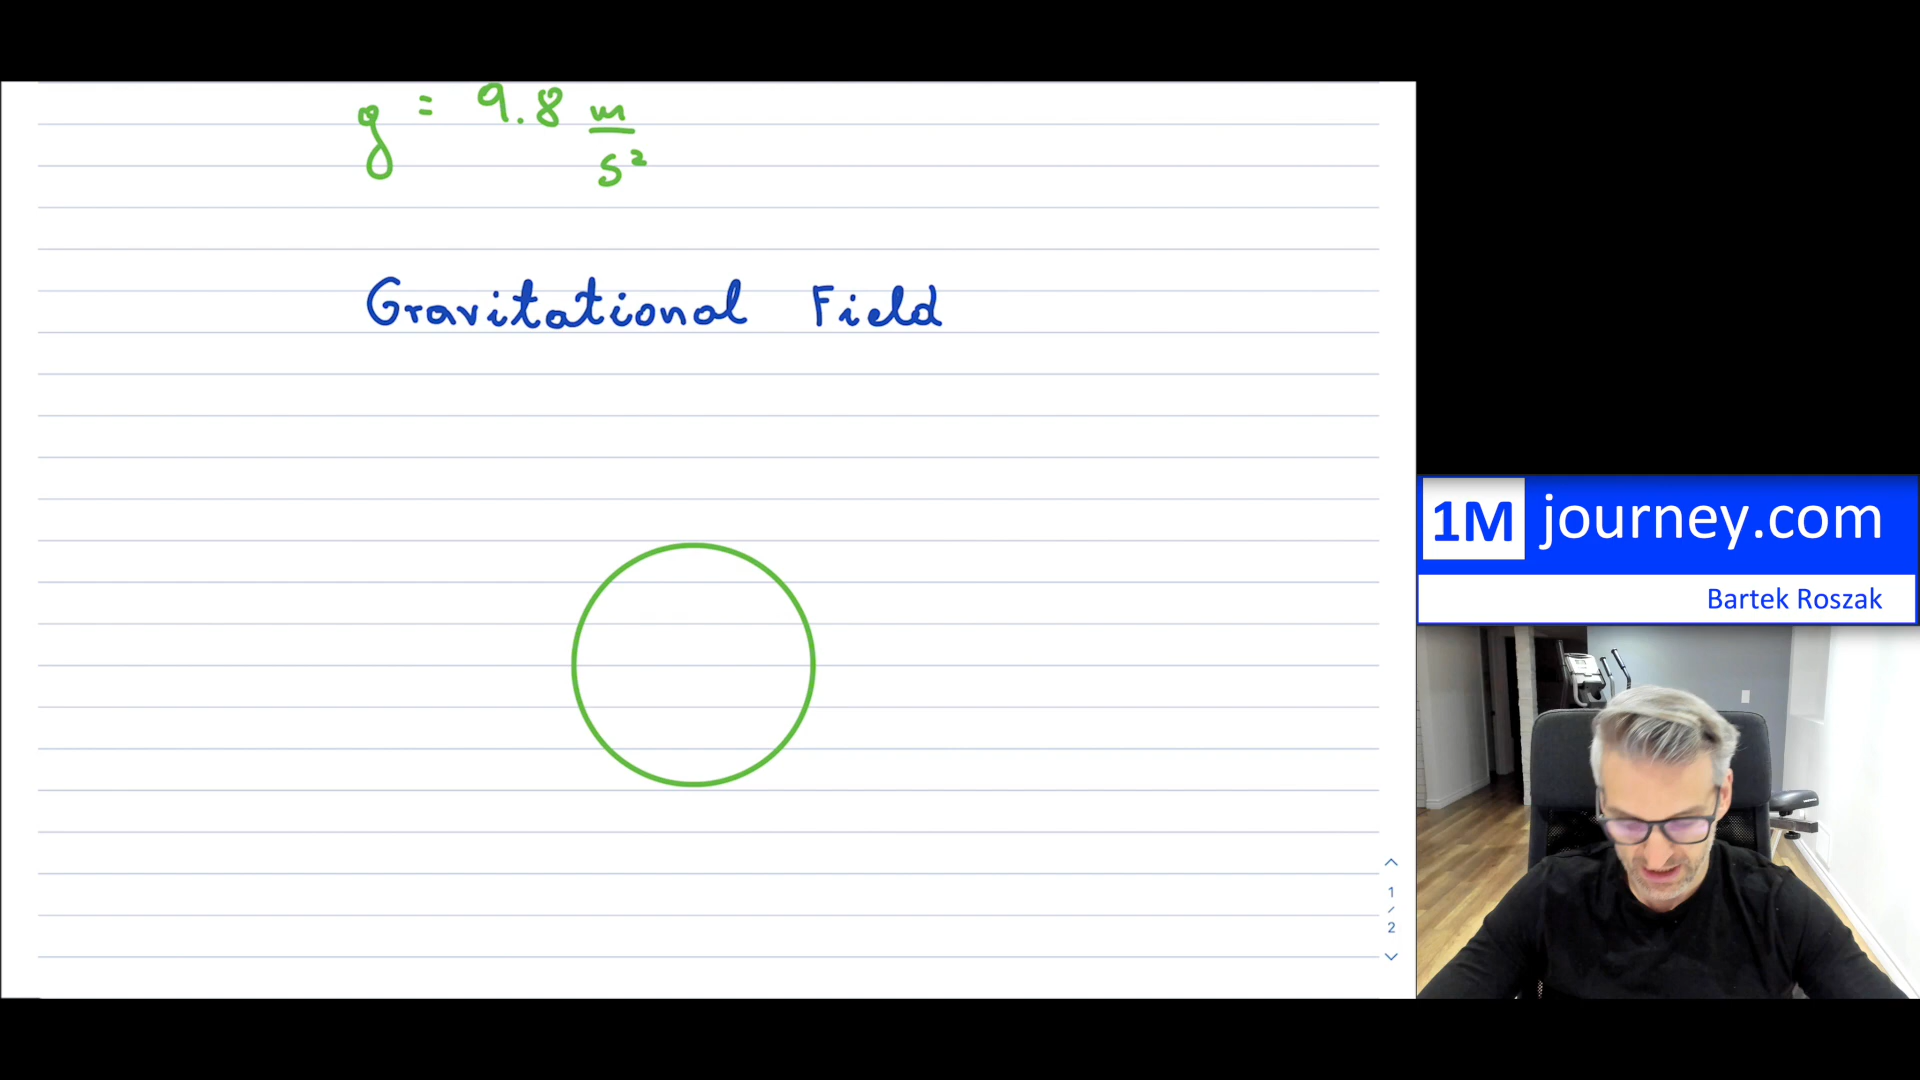 g = 9.8 m/s²
Gravitational Field
1M journey.com
Bartek Roszak
1
/
2